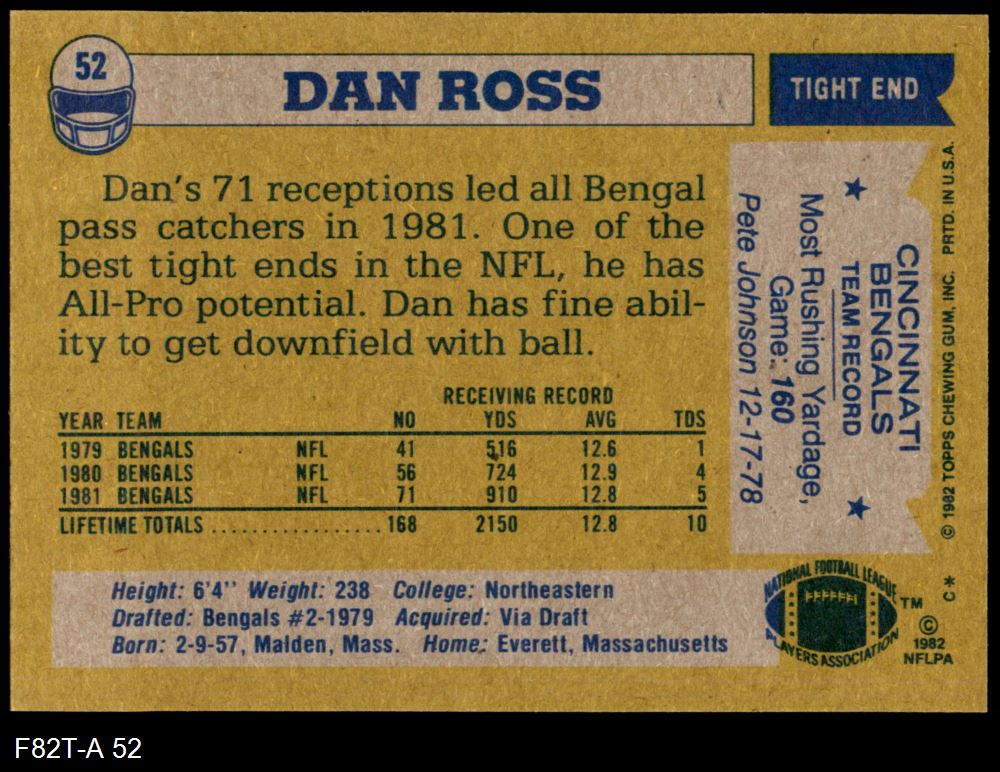 52
DAN ROSS
TIGHT END
Dan's 71 receptions led all Bengal
pass catchers in 1981. One of the
best tight ends in the NFL, he has
All-Pro potential. Dan has fine abil-
ity to get downfield with ball.
RECEIVING RECORD
YEAR TEAM NO YDS AVG TDS
1979 BENGALS NFL 41 516 12.6 1
1980 BENGALS NFL 56 724 12.9 4
1981 BENGALS NFL 71 910 12.8 5
LIFETIME TOTALS ................. 168 2150 12.8 10
Height: 6'4'' Weight: 238 College: Northeastern
Drafted: Bengals #2-1979 Acquired: Via Draft
Born: 2-9-57, Malden, Mass. Home: Everett, Massachusetts
CINCINNATI
BENGALS
TEAM RECORD
Most Rushing Yardage,
Game: 160
Pete Johnson 12-17-78
© 1982 TOPPS CHEWING GUM, INC. PRTD. IN U.S.A.
C*
NATIONAL FOOTBALL LEAGUE
PLAYERS ASSOCIATION
TM
©
1982
NFLPA
F82T-A 52